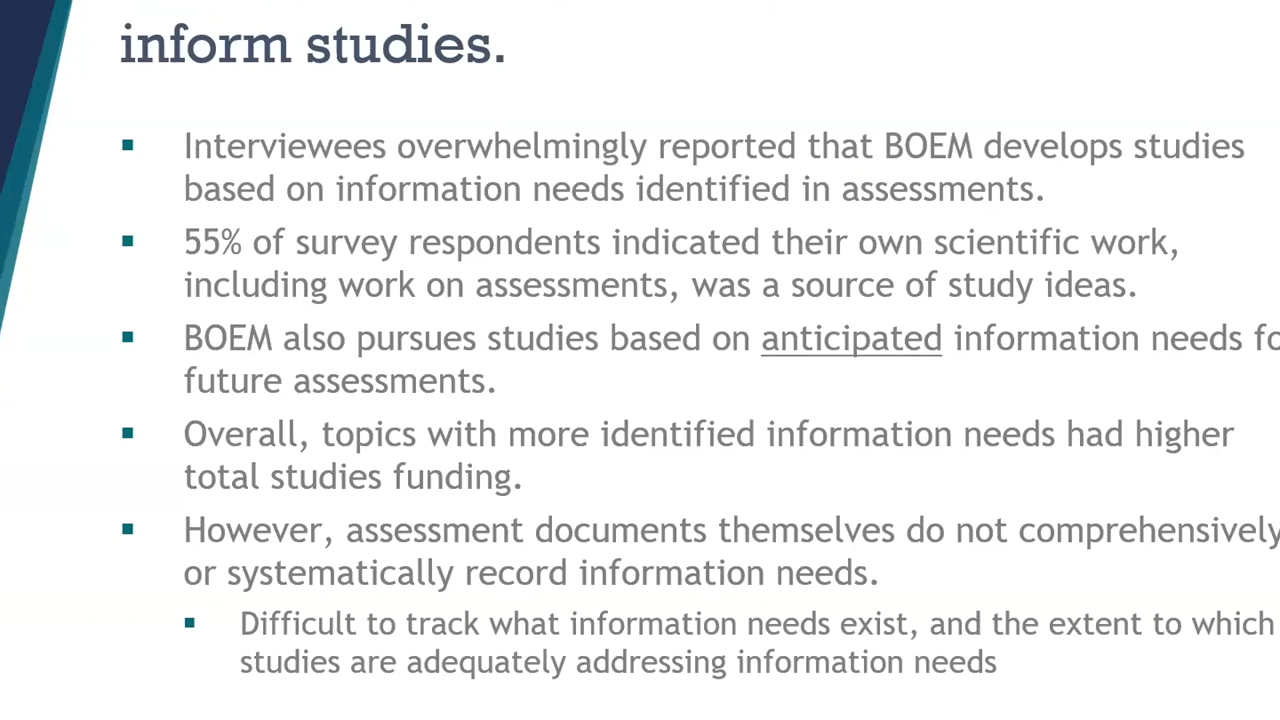 inform studies.
▪ Interviewees overwhelmingly reported that BOEM develops studies
based on information needs identified in assessments.
▪ 55% of survey respondents indicated their own scientific work,
including work on assessments, was a source of study ideas.
▪ BOEM also pursues studies based on anticipated information needs fo
future assessments.
▪ Overall, topics with more identified information needs had higher
total studies funding.
▪ However, assessment documents themselves do not comprehensively
or systematically record information needs.
▪ Difficult to track what information needs exist, and the extent to which
studies are adequately addressing information needs